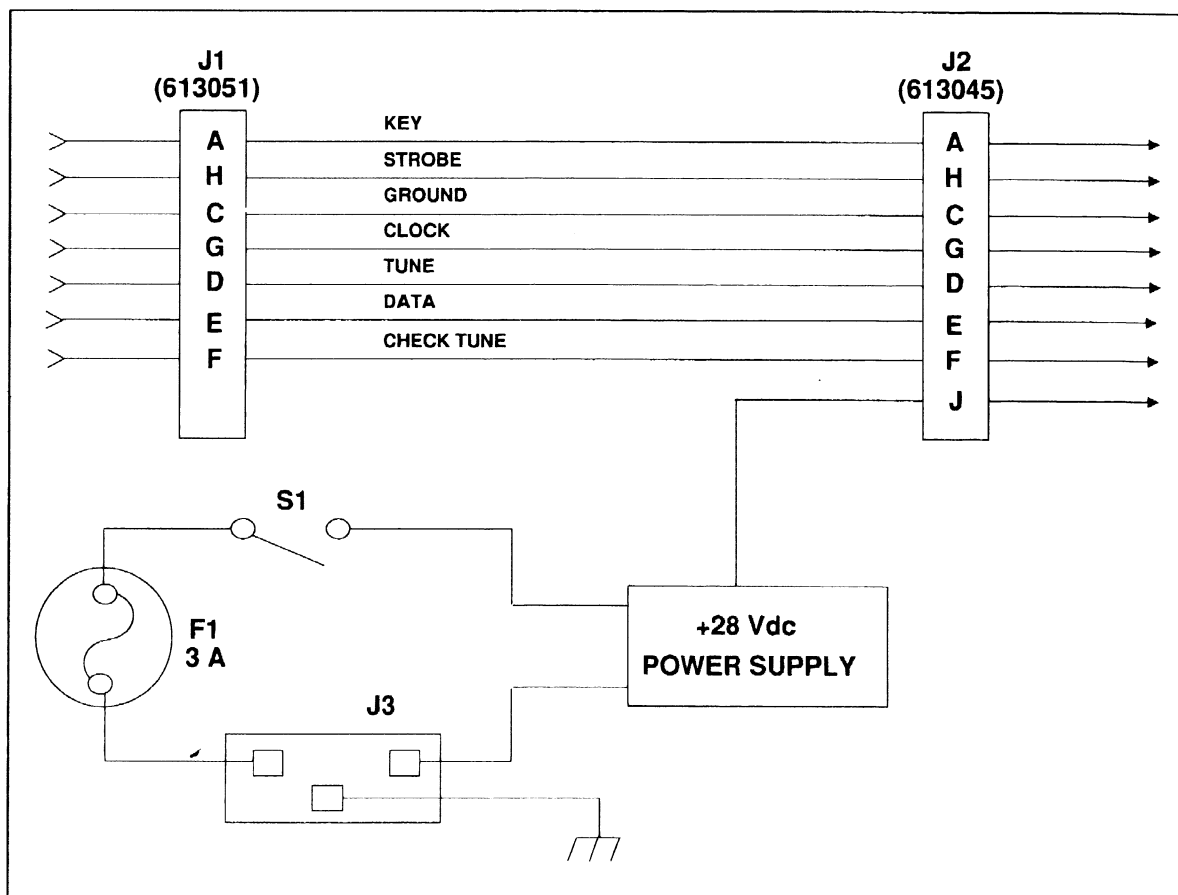 J1
(613051)
J2
(613045)
A KEY A
H STROBE H
C GROUND C
G CLOCK G
D TUNE D
E DATA E
F CHECK TUNE F
J
S1
F1
3 A
+28 Vdc
POWER SUPPLY
J3